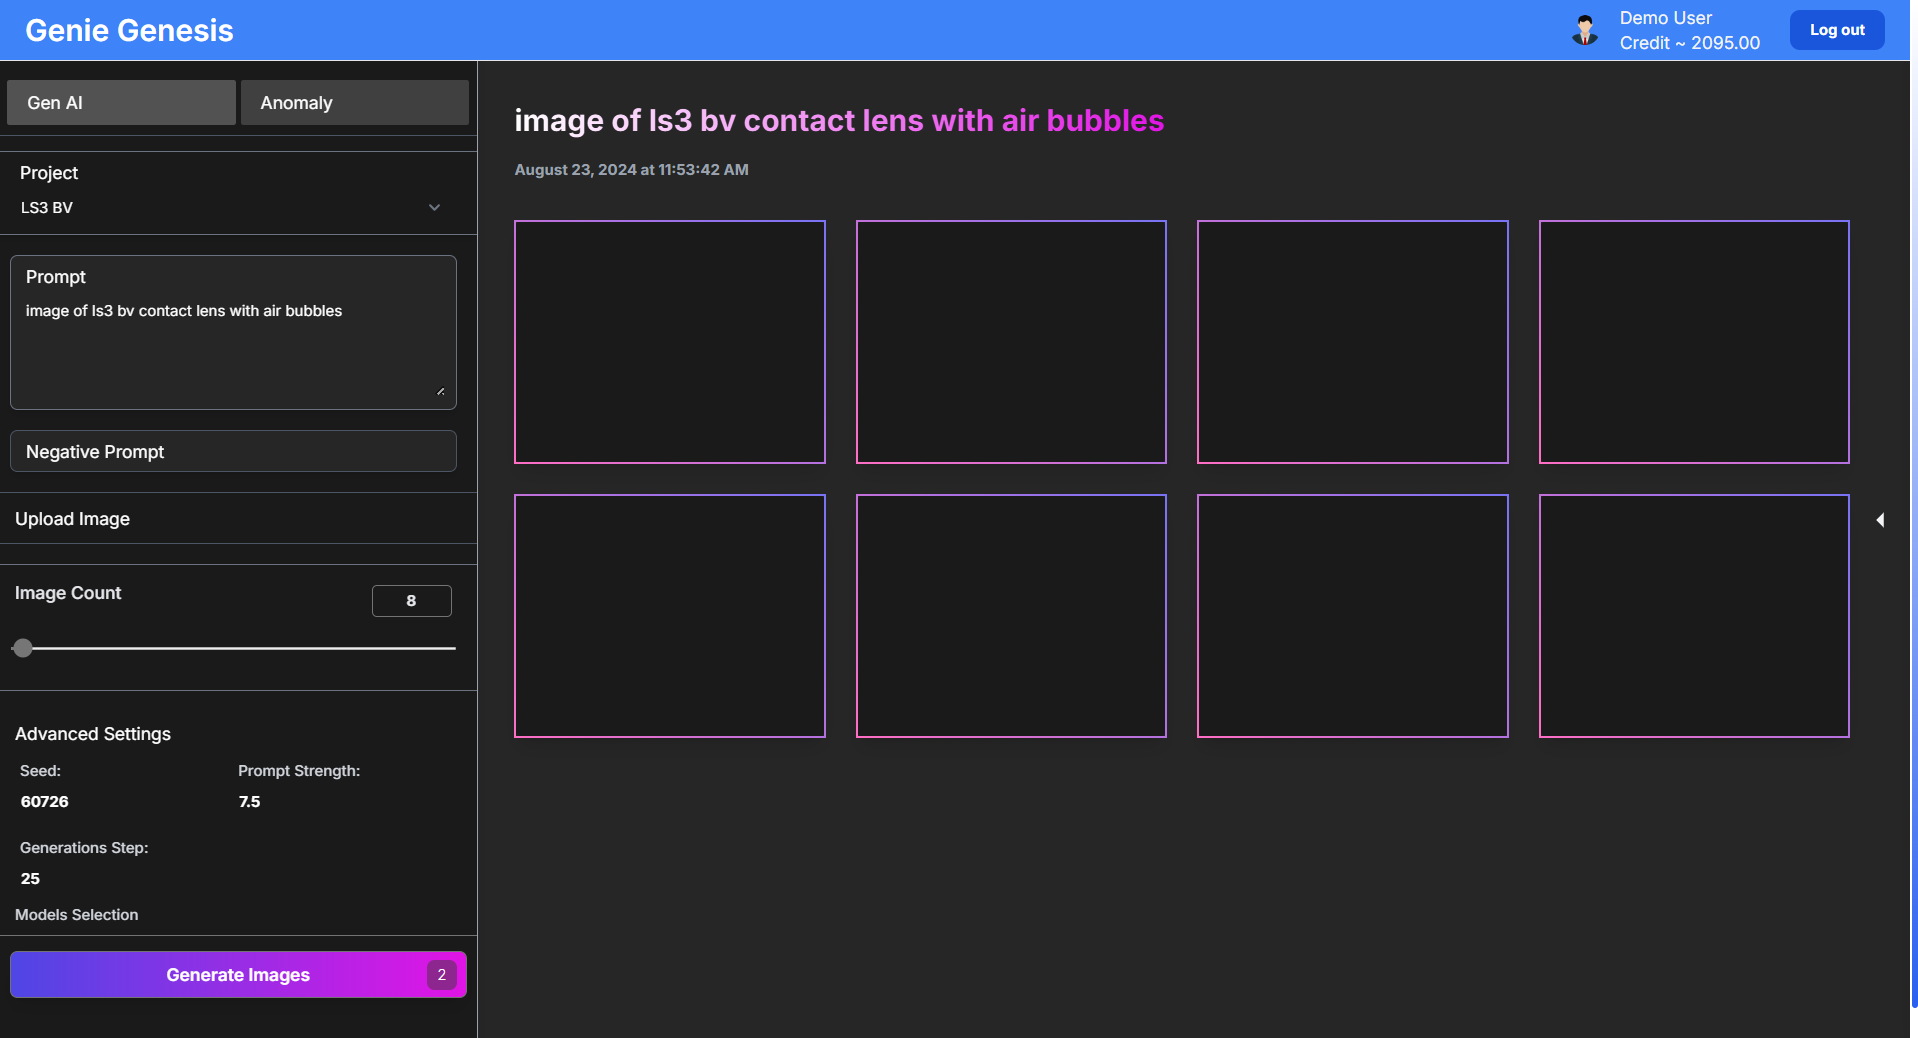 Genie Genesis
Demo User
Credit ~ 2095.00
Log out
Gen AI
Anomaly
Project
LS3 BV
Prompt
image of ls3 bv contact lens with air bubbles
Negative Prompt
Upload Image
Image Count
8
Advanced Settings
Seed:
Prompt Strength:
60726
7.5
Generations Step:
25
Models Selection
Generate Images
2
image of ls3 bv contact lens with air bubbles
August 23, 2024 at 11:53:42 AM